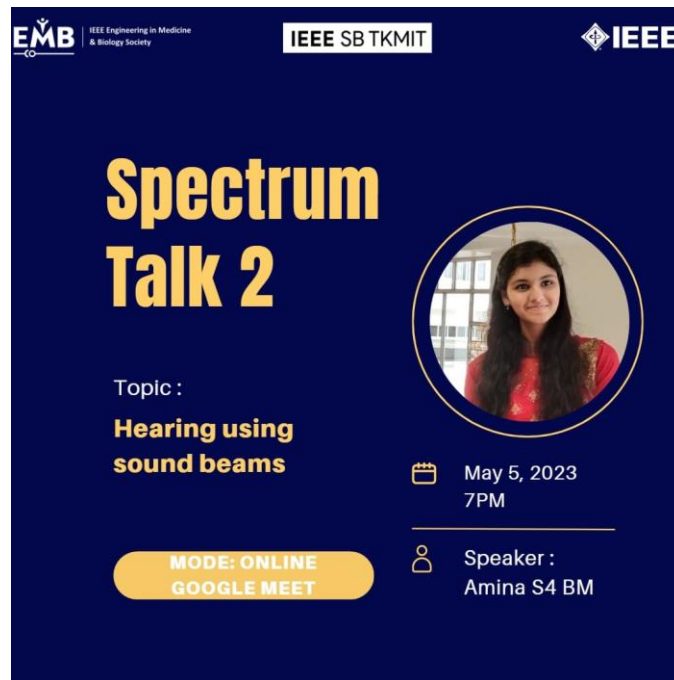 EMB
IEEE Engineering in Medicine
& Biology Society
IEEE SB TKMIT
IEEE
Spectrum
Talk 2
Topic :
Hearing using
sound beams
May 5, 2023
7PM
MODE: ONLINE
GOOGLE MEET
Speaker :
Amina S4 BM